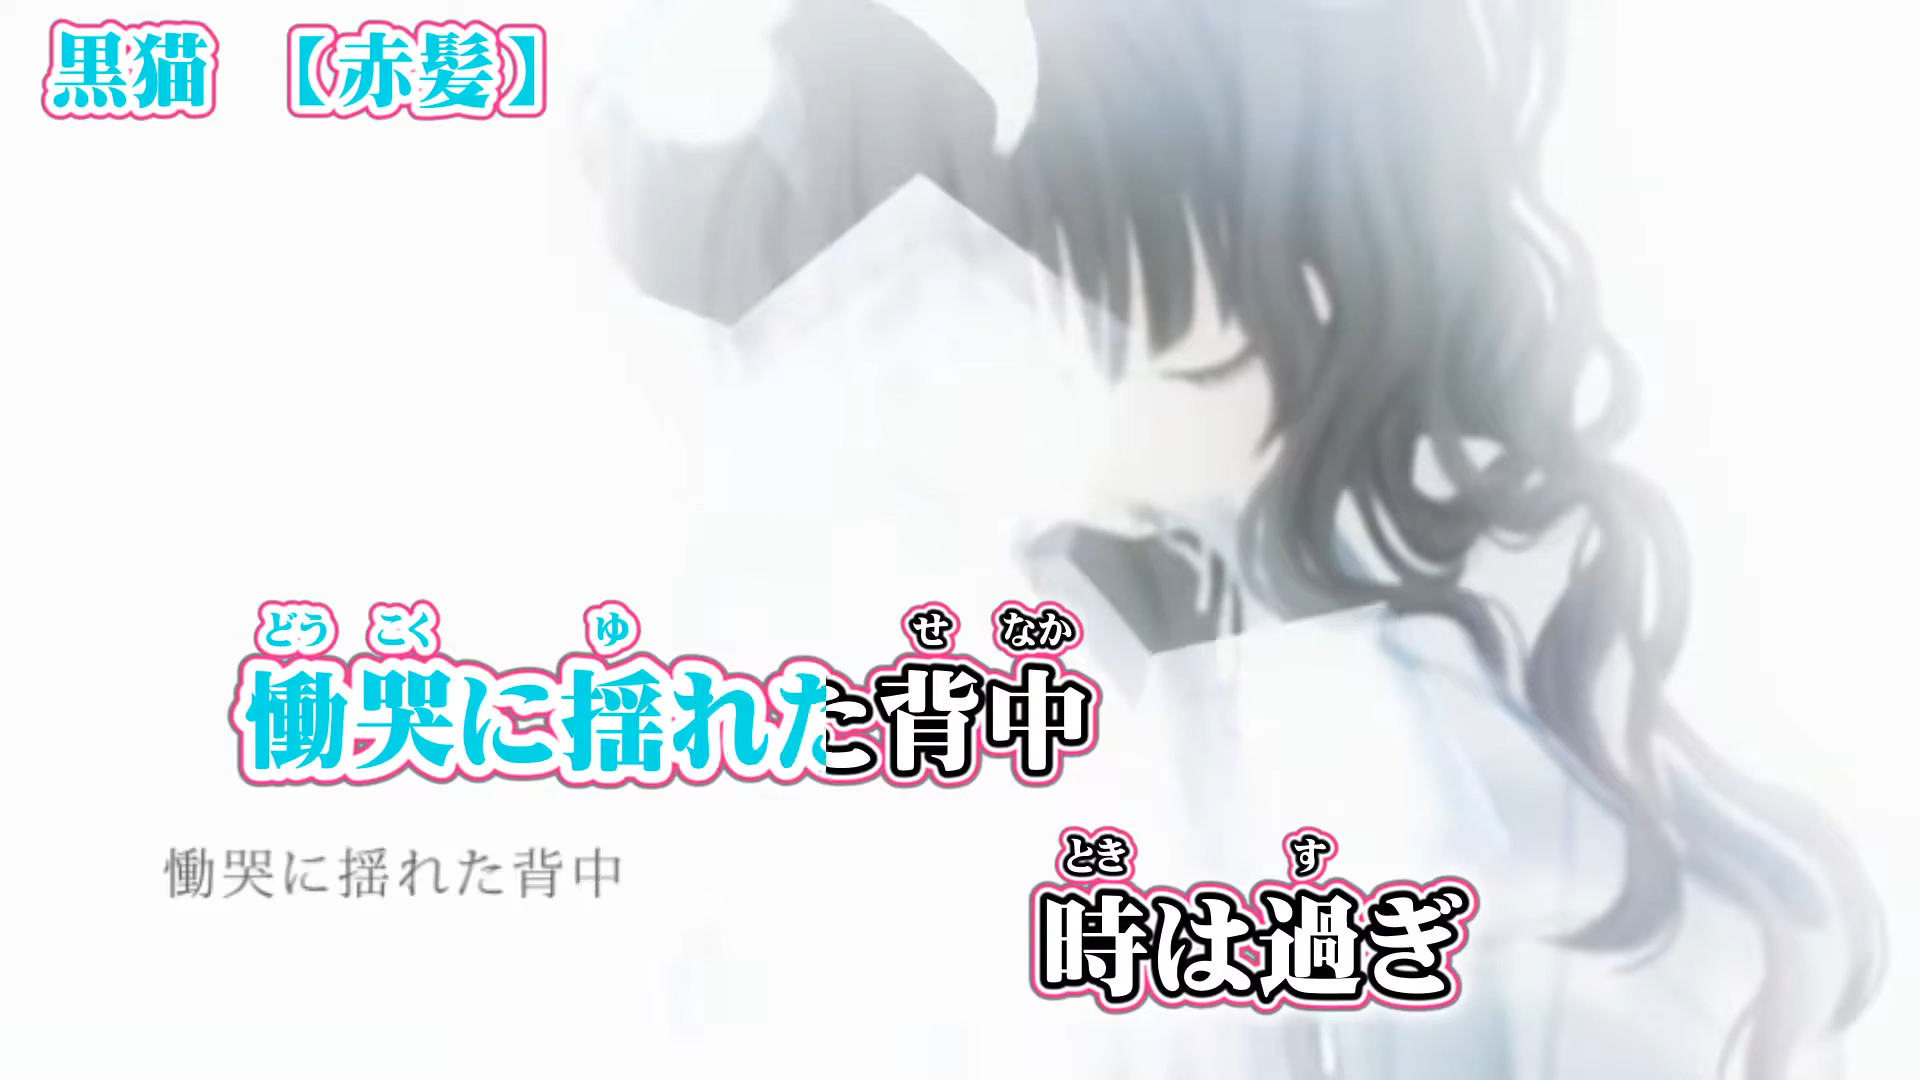 黒猫　【赤髪】
どう こく ゆ せ なか
慟哭に揺れた背中
慟哭に揺れた背中
とき す
時は過ぎ